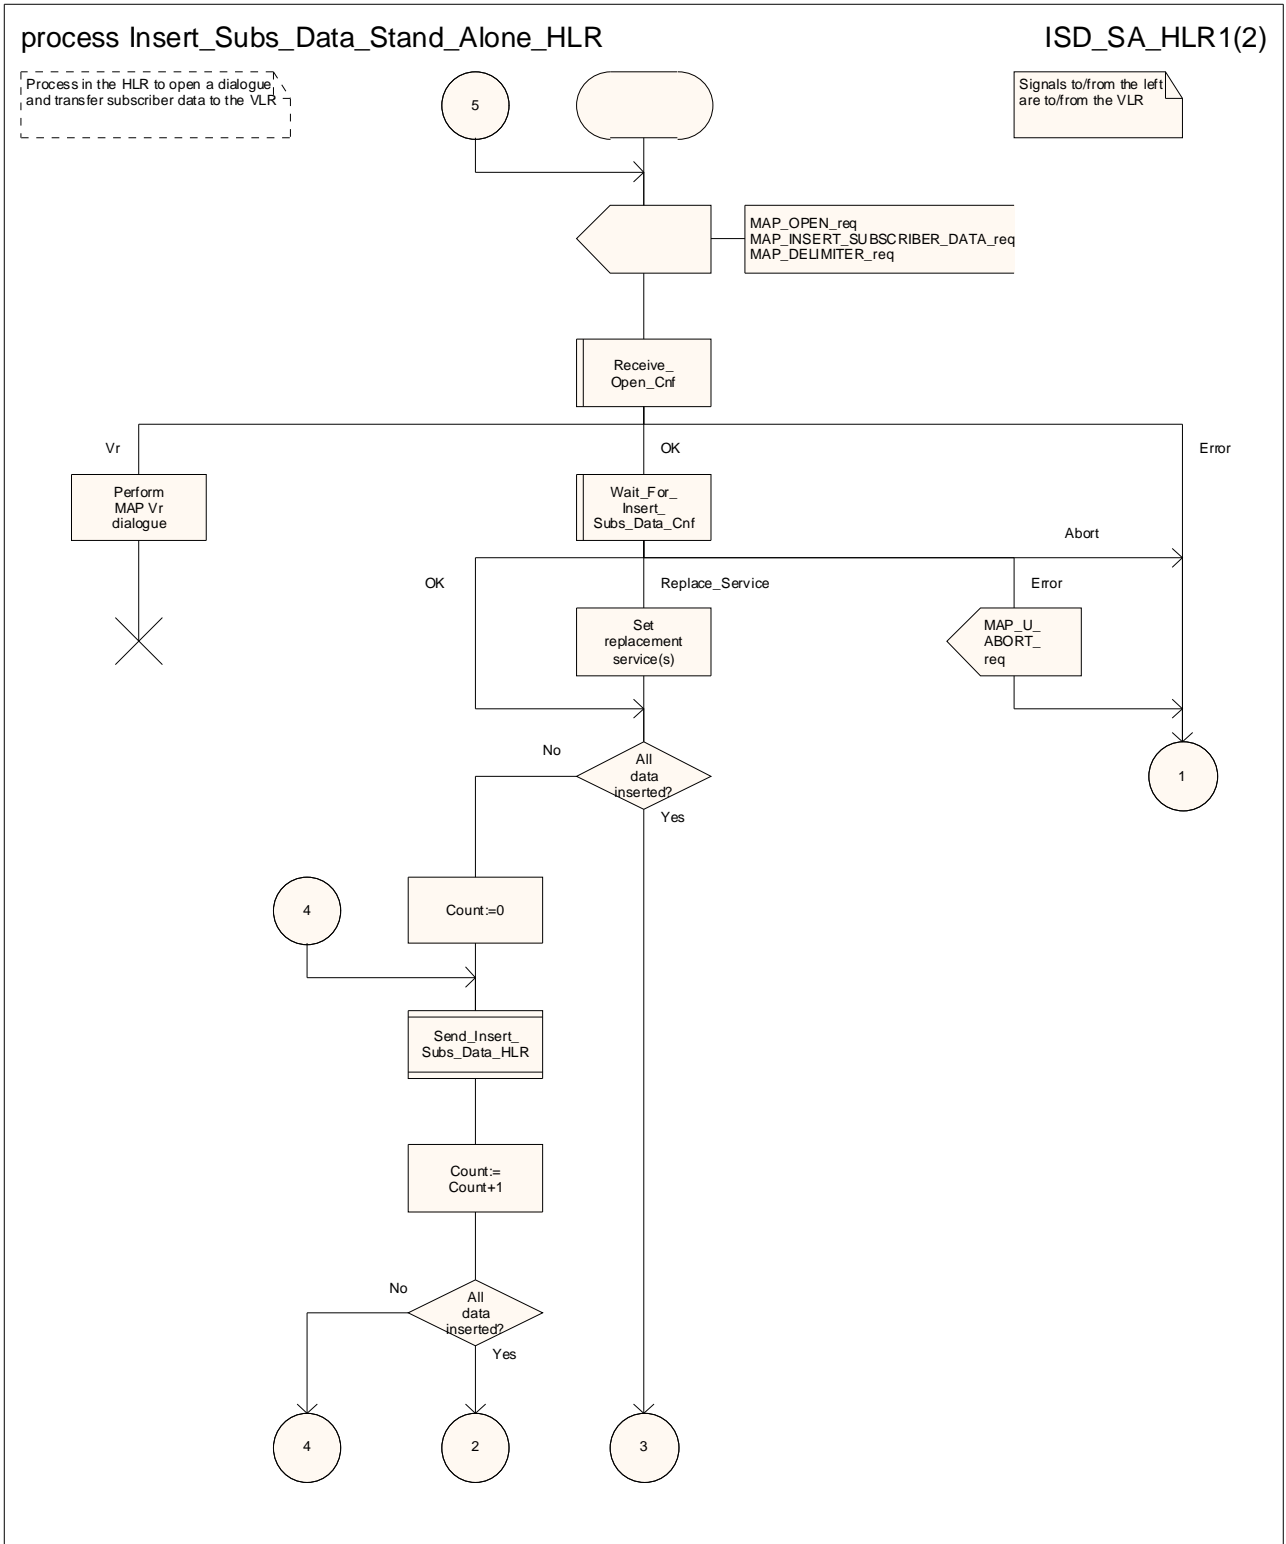 process Insert_Subs_Data_Stand_Alone_HLR
ISD_SA_HLR1(2)
Process in the HLR to open a dialogue
and transfer subscriber data to the VLR
5
Signals to/from the left
are to/from the VLR
MAP_OPEN_req
MAP_INSERT_SUBSCRIBER_DATA_req
MAP_DELIMITER_req
Receive_
Open_Cnf
Vr
OK
Error
Perform
MAP Vr
dialogue
Wait_For_
Insert_
Subs_Data_Cnf
Abort
OK
Replace_Service
Error
Set
replacement
service(s)
MAP_U_
ABORT_
req
No
All
data
inserted?
Yes
1
4
Count:=0
Send_Insert_
Subs_Data_HLR
Count:=
Count+1
No
All
data
inserted?
Yes
4
2
3